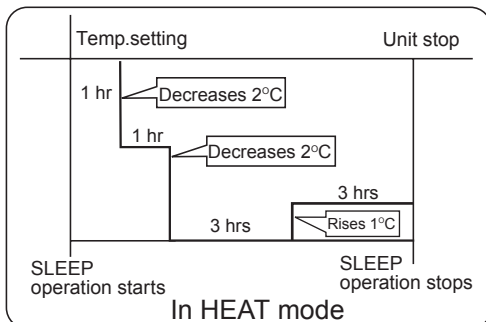 Temp.setting
Unit stop
1 hr
Decreases 2°C
1 hr
Decreases 2°C
3 hrs
3 hrs
Rises 1°C
SLEEP
operation starts
SLEEP
operation stops
In HEAT mode